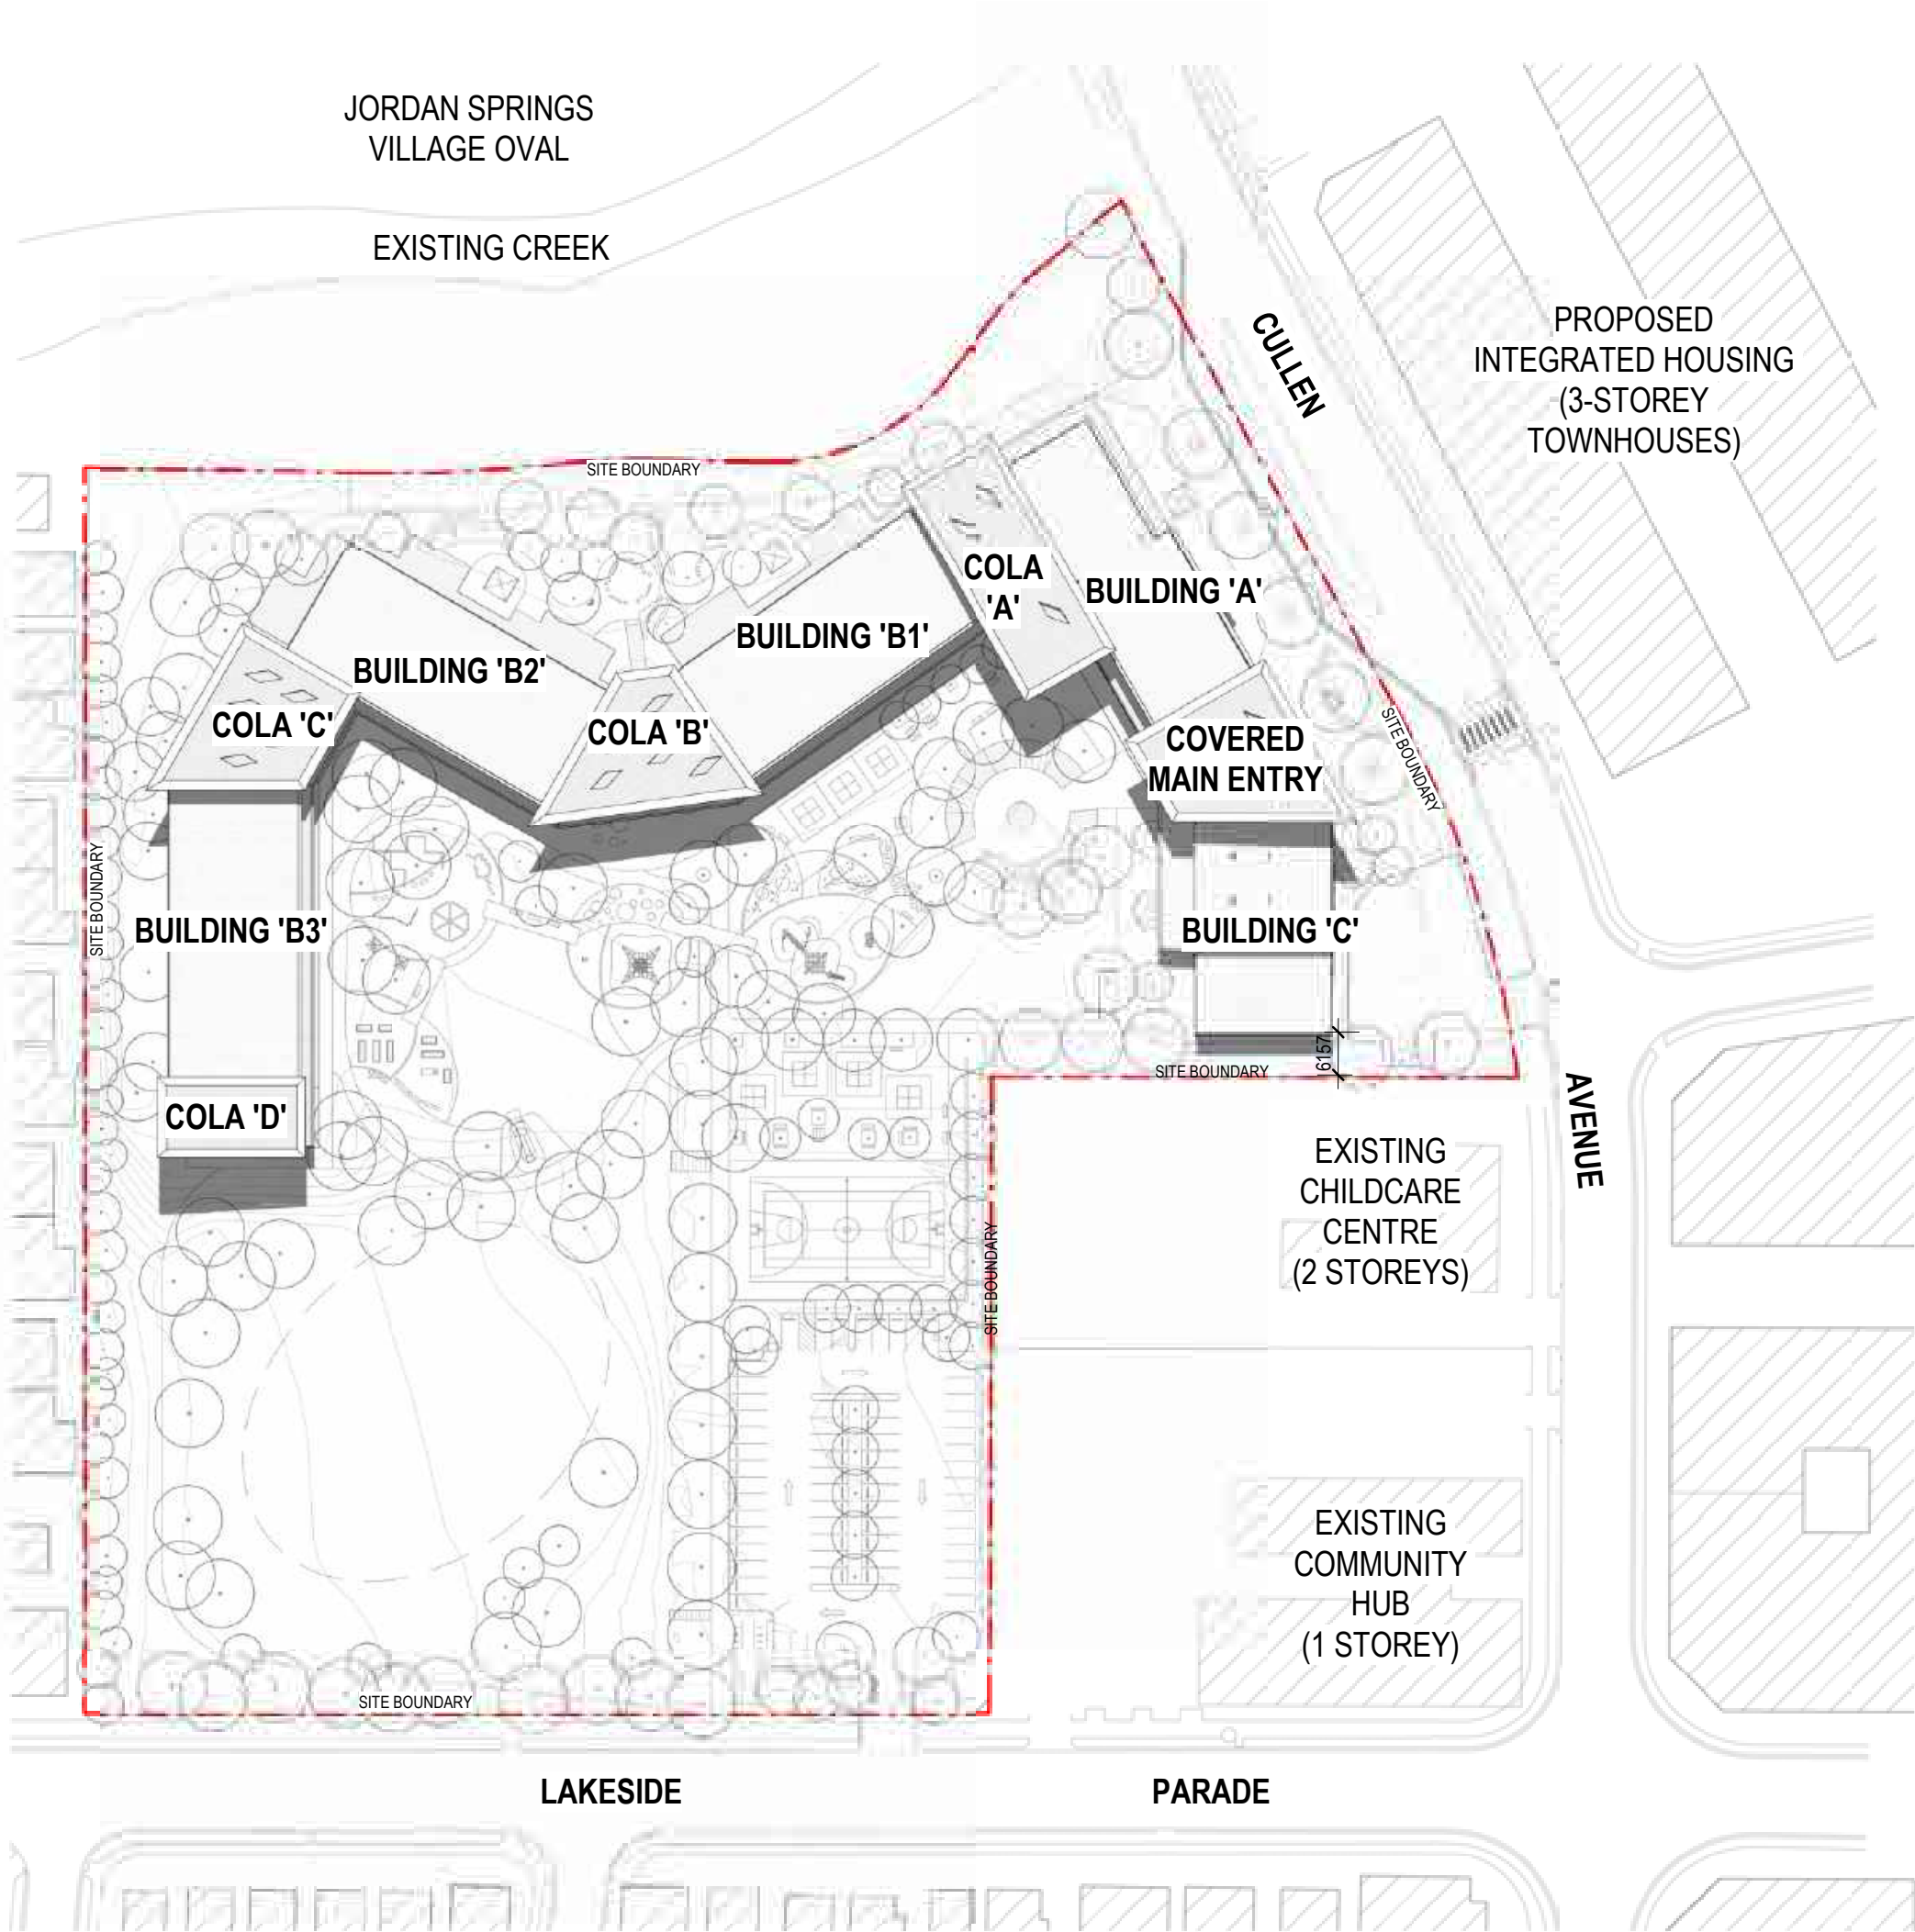 JORDAN SPRINGS
VILLAGE OVAL
EXISTING CREEK
CULLEN
PROPOSED
INTEGRATED HOUSING
(3-STOREY
TOWNHOUSES)
SITE BOUNDARY
COLA
'A'
BUILDING 'A'
BUILDING 'B1'
BUILDING 'B2'
COLA 'C'
COLA 'B'
COVERED
MAIN ENTRY
SITE BOUNDARY
SITE BOUNDARY
BUILDING 'B3'
BUILDING 'C'
6157
SITE BOUNDARY
COLA 'D'
AVENUE
EXISTING
CHILDCARE
CENTRE
(2 STOREYS)
SITE BOUNDARY
EXISTING
COMMUNITY
HUB
(1 STOREY)
SITE BOUNDARY
LAKESIDE
PARADE